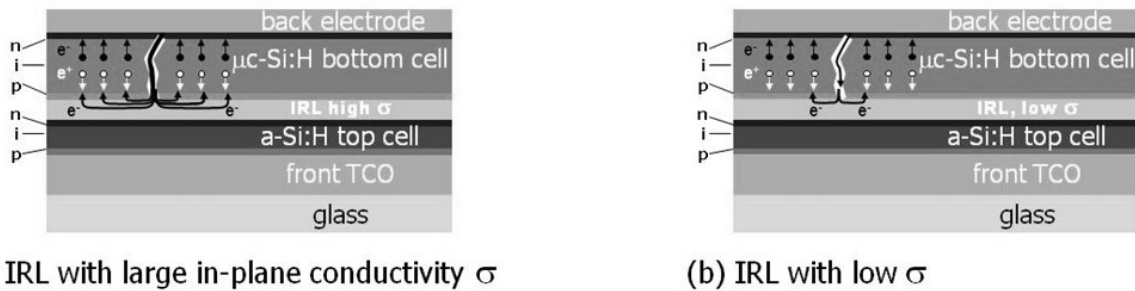 back electrode
n
e-
i
μc-Si:H bottom cell
e+
p
e-
e-
IRL high σ
n
i
a-Si:H top cell
p
front TCO
glass
IRL with large in-plane conductivity σ
back electrode
n
e-
i
μc-Si:H bottom cell
e+
p
e-
e-
IRL, low σ
n
i
a-Si:H top cell
p
front TCO
glass
(b) IRL with low σ